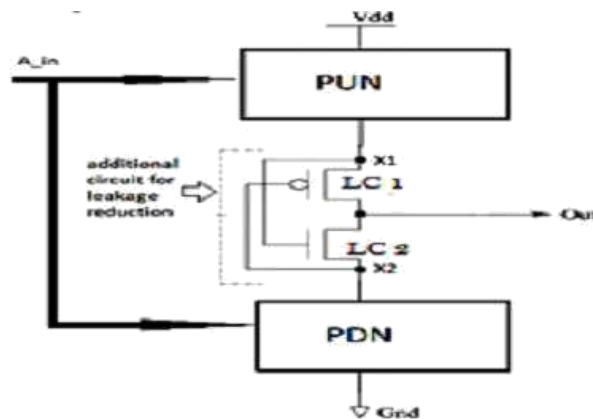 Vdd
A_in
PUN
X1
additional
circuit for
leakage
reduction
LC 1
Out
LC 2
X2
PDN
Gnd